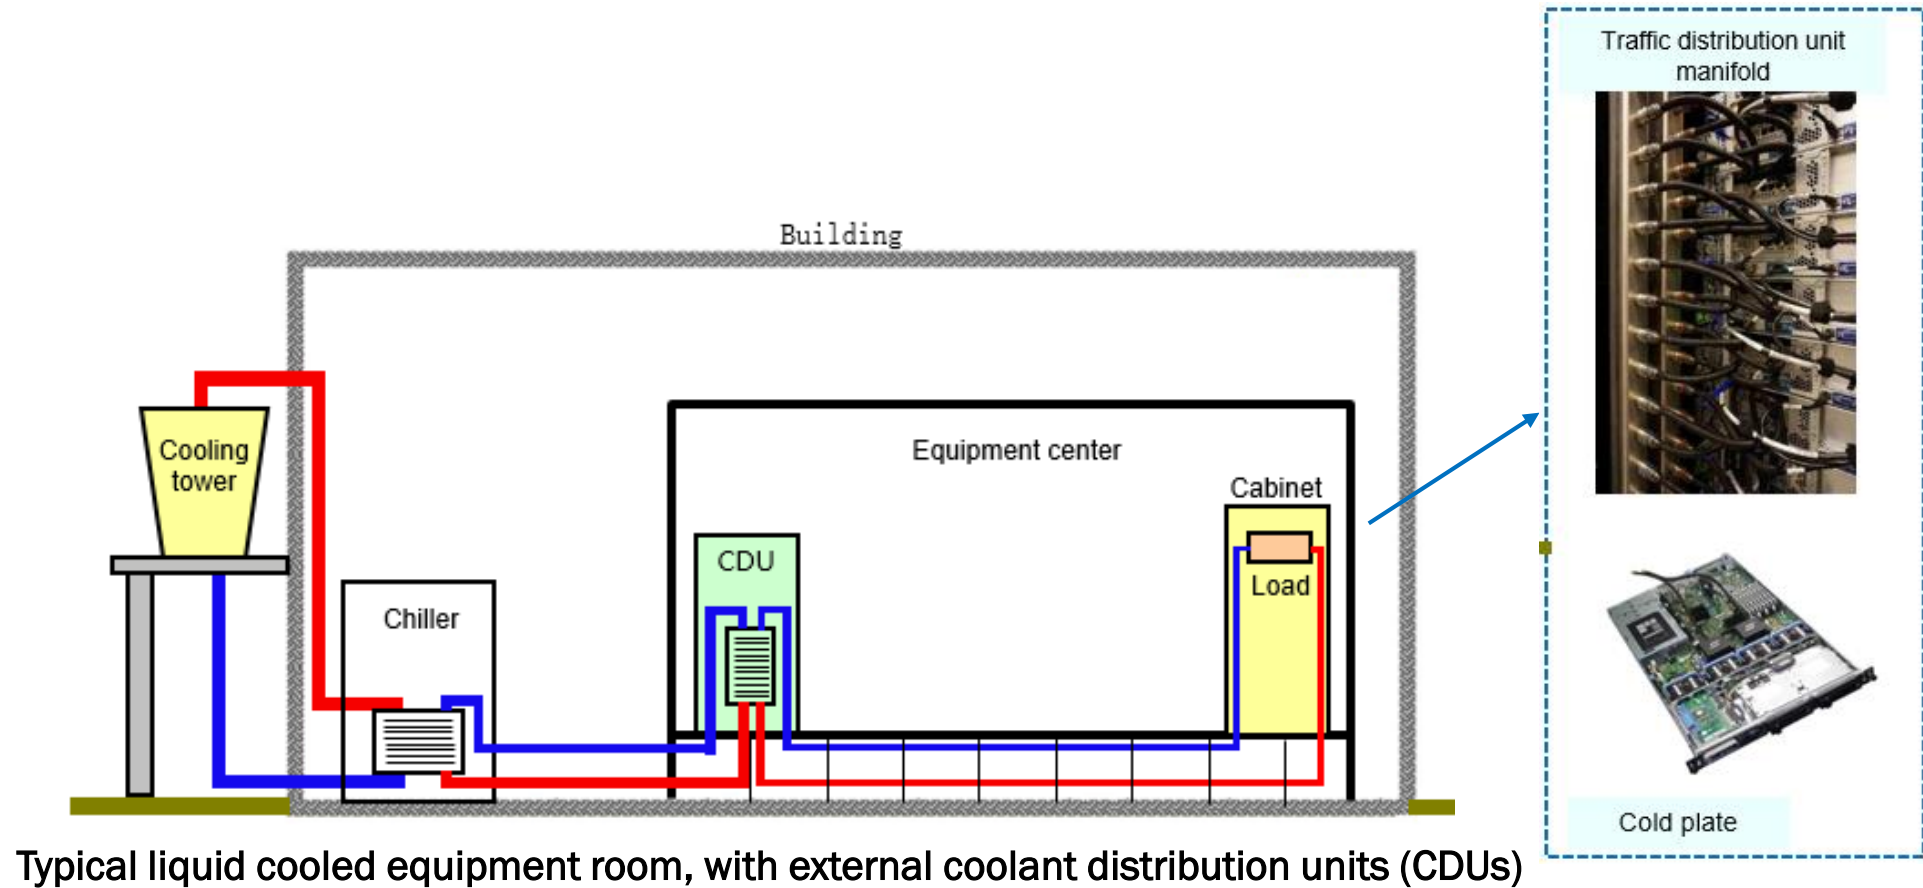 Traffic distribution unit
manifold
Building
Cooling
tower
Equipment center
Cabinet
CDU
Load
Chiller
Cold plate
Typical liquid cooled equipment room, with external coolant distribution units (CDUs)